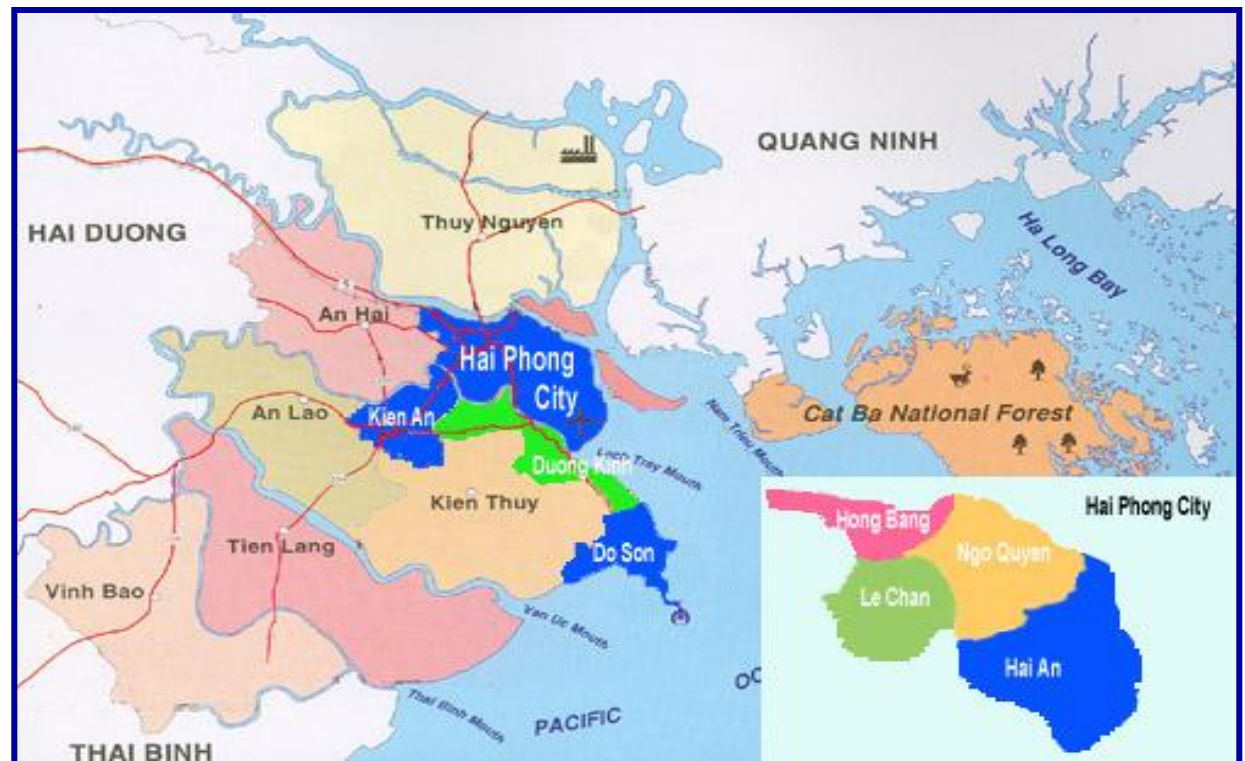 QUANG NINH
HAI DUONG
Thuy Nguyen
Ha Long Bay
An Hai
5
Hai Phong
City
An Lao
Kien An
Cat Ba National Forest
Nam Trieu Mouth
Lach Tray Mouth
Duong Kinh
Kien Thuy
Tien Lang
Do Son
Vinh Bao
Van Uc Mouth
Thai Binh Mouth
PACIFIC
OC
THAI BINH
Hai Phong City
Hong Bang
Ngo Quyen
Le Chan
Hai An